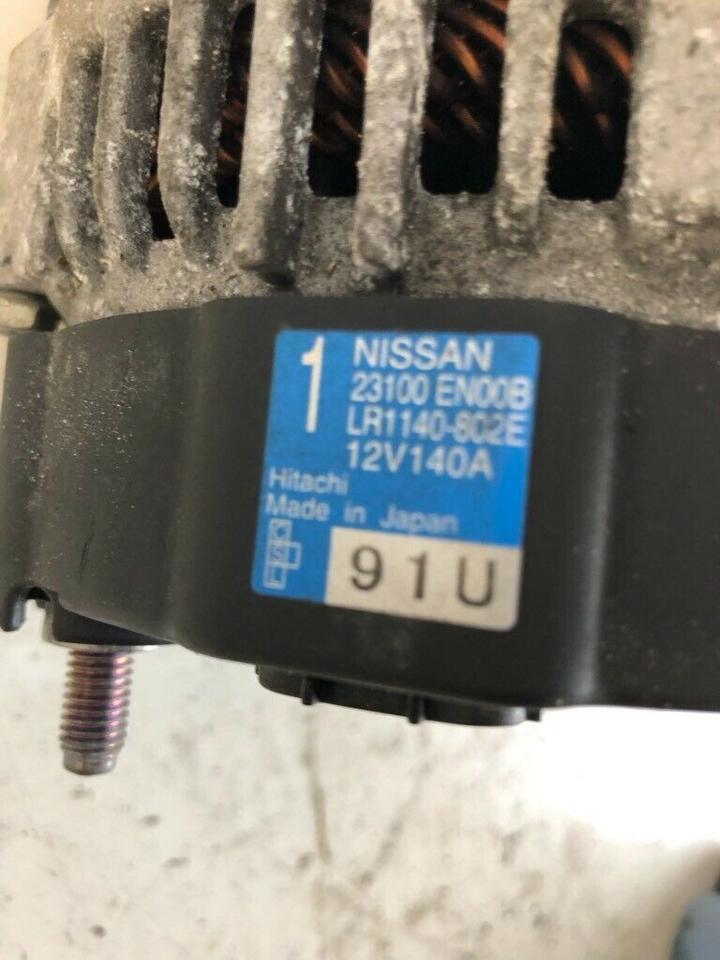 1
NISSAN
23100 EN00B
LR1140-802E
12V140A
Hitachi
Made in Japan
C
S
L
91U